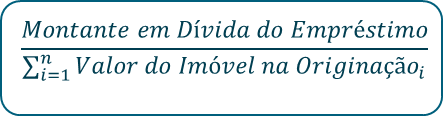 Montante em Dívida do Empréstimo
∑ⁿᵢ₌₁ Valor do Imóvel na Originaçãoᵢ